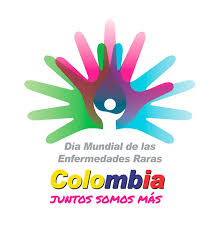 Dia Mundial de las
Enfermedades Raras
Colombia
JUNTOS SOMOS MÁS